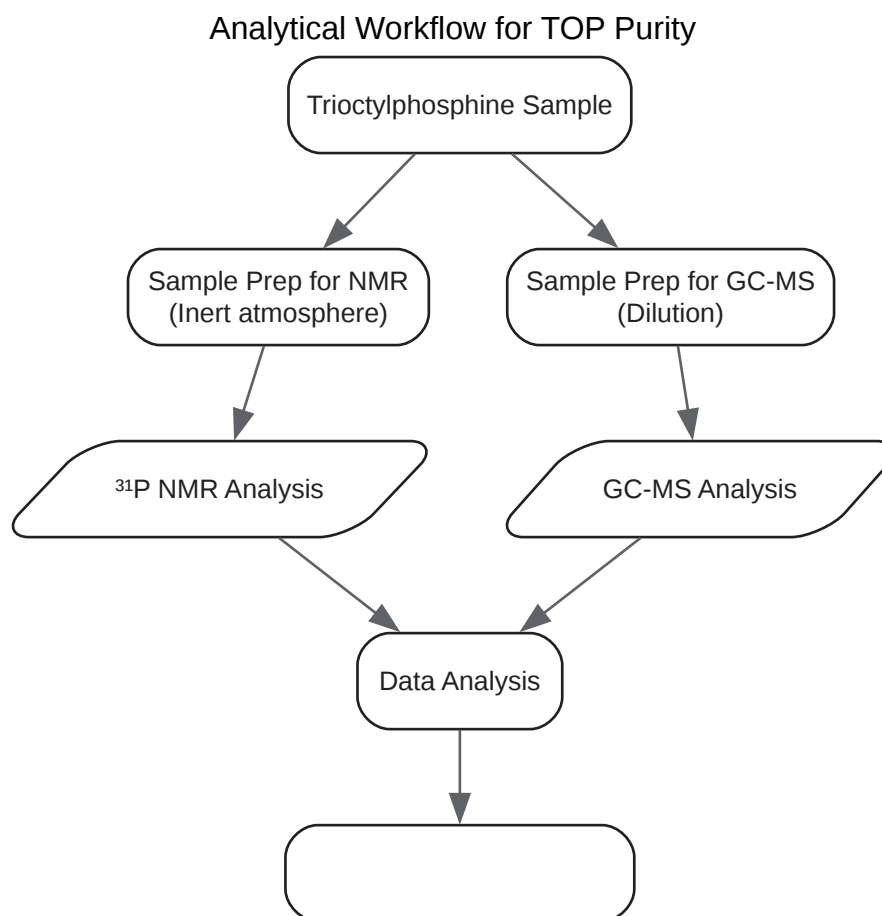 Analytical Workflow for TOP Purity
Trioctylphosphine Sample
Sample Prep for NMR
(Inert atmosphere)
Sample Prep for GC-MS
(Dilution)
³¹P NMR Analysis
GC-MS Analysis
Data Analysis